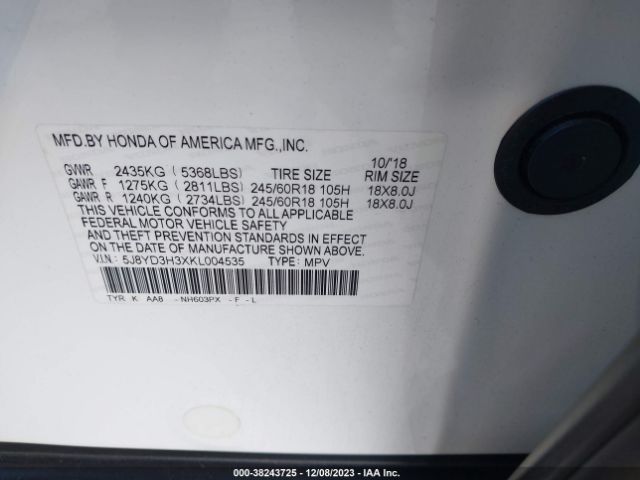 MFD.BY HONDA OF AMERICA MFG.,INC.
10/'18
GVWR 2435KG (5368LBS) TIRE SIZE RIM SIZE
GAWR F 1275KG (2811LBS) 245/60R18 105H 18X8.0J
GAWR R 1240KG (2734LBS) 245/60R18 105H 18X8.0J
THIS VEHICLE CONFORMS TO ALL APPLICABLE
FEDERAL MOTOR VEHICLE SAFETY
AND THEFT PREVENTION STANDARDS IN EFFECT
ON THE DATE OF MANUFACTURE SHOWN ABOVE.
V.I.N: 5J8YD3H3XKL004535 TYPE: MPV
TYR K AA8 -NH603PX -F-L
000-38243725 - 12/08/2023 - IAA Inc.